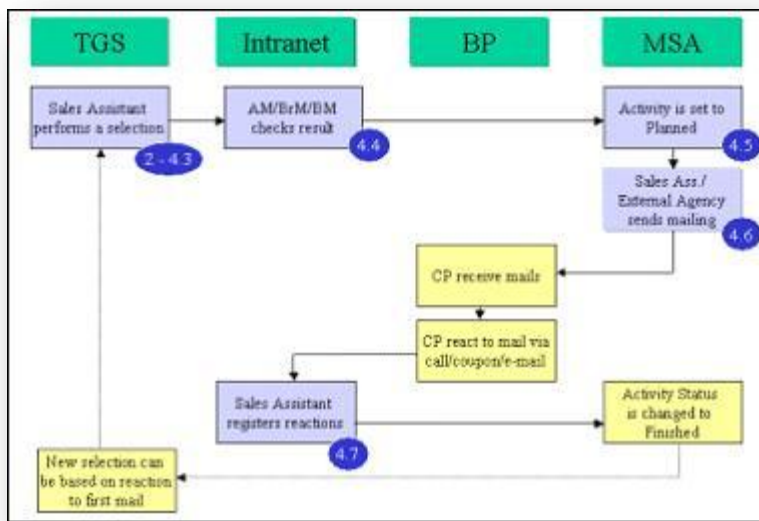 TGS
Intranet
BP
MSA
Sales Assistant
performs a selection
2 - 4.3
AM/BrM/BM
checks result
4.4
Activity is set to
Planned
4.5
Sales Ass./
External Agency
sends mailing
4.6
CP receive mails
CP react to mail via
call/coupon/e-mail
Sales Assistant
registers reactions
4.7
Activity Status
is changed to
Finished
New selection can
be based on reaction
to first mail